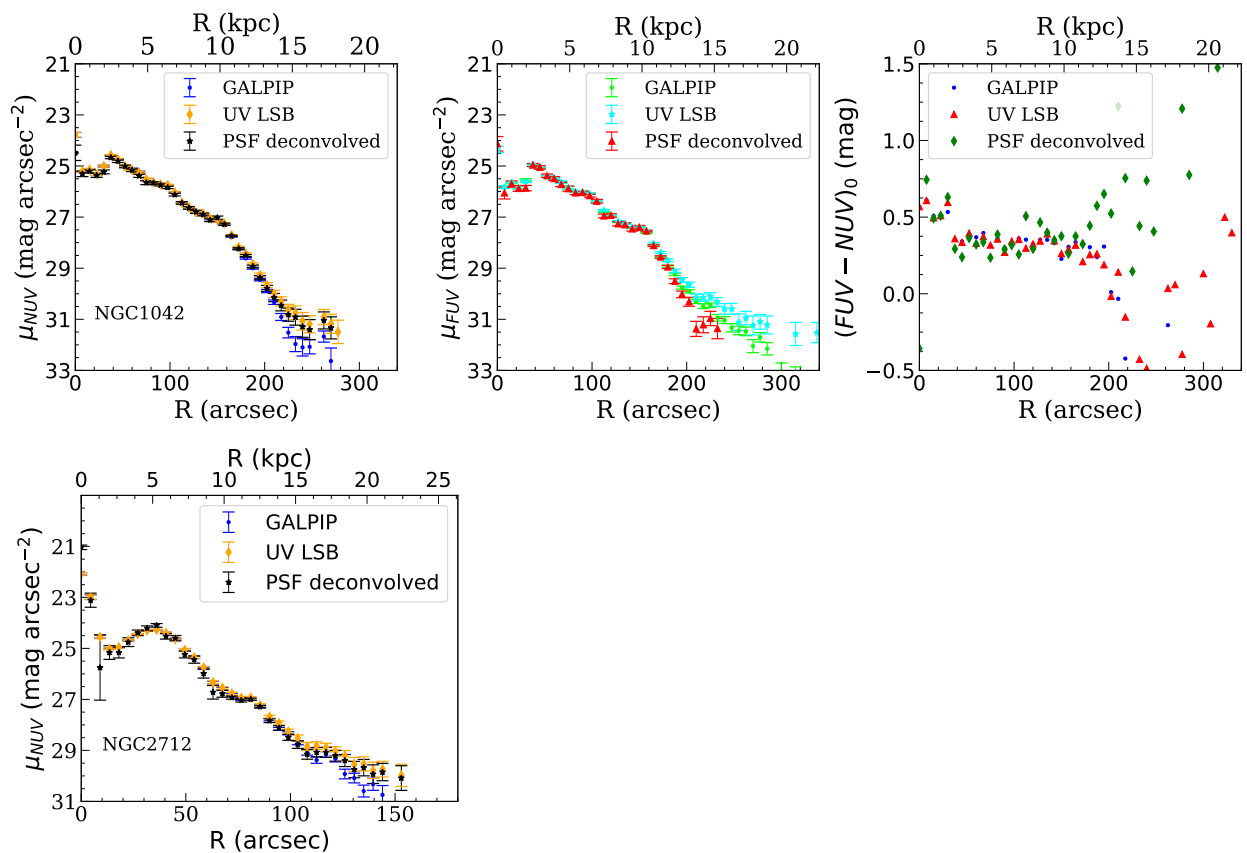 R (kpc)
0 5 10 15 20
21
23
25
27
29
31
33
μNUV (mag arcsec−2)
GALPIP
UV LSB
PSF deconvolved
NGC1042
0 100 200 300
R (arcsec)
R (kpc)
0 5 10 15 20
21
23
25
27
29
31
33
μFUV (mag arcsec−2)
GALPIP
UV LSB
PSF deconvolved
0 100 200 300
R (arcsec)
R (kpc)
0 5 10 15 20
1.5
1.0
0.5
0.0
−0.5
(FUV − NUV)0 (mag)
GALPIP
UV LSB
PSF deconvolved
0 100 200 300
R (arcsec)
R (kpc)
0 5 10 15 20 25
21
23
25
27
29
31
μNUV (mag arcsec−2)
GALPIP
UV LSB
PSF deconvolved
NGC2712
0 50 100 150
R (arcsec)